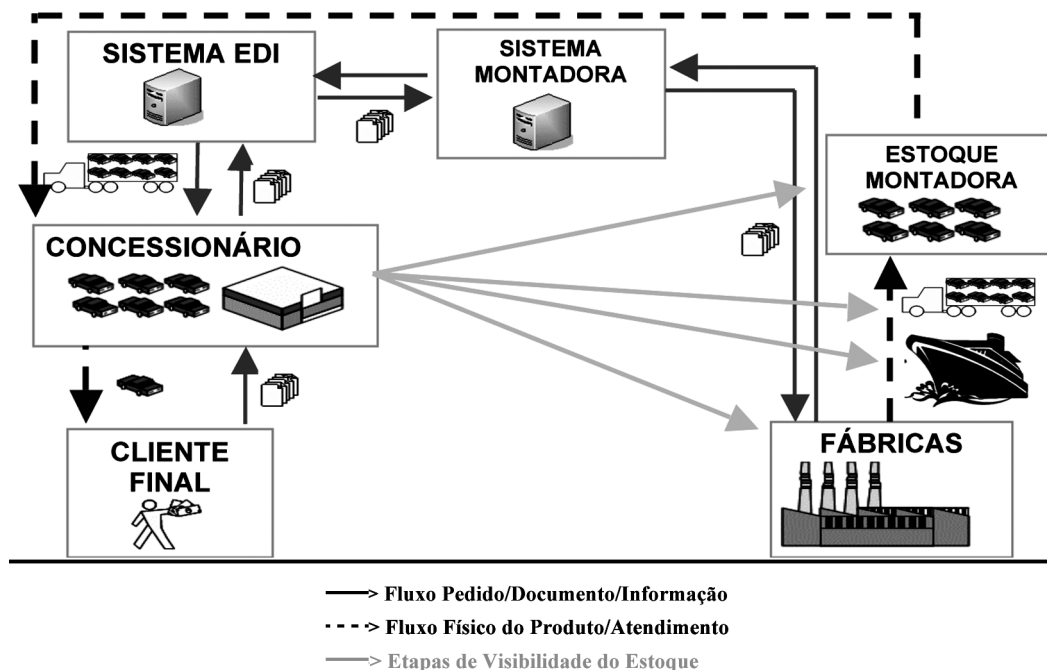 SISTEMA EDI
SISTEMA
MONTADORA
ESTOQUE
MONTADORA
CONCESSIONÁRIO
CLIENTE
FINAL
FÁBRICAS
Fluxo Pedido/Documento/Informação
Fluxo Físico do Produto/Atendimento
Etapas de Visibilidade do Estoque